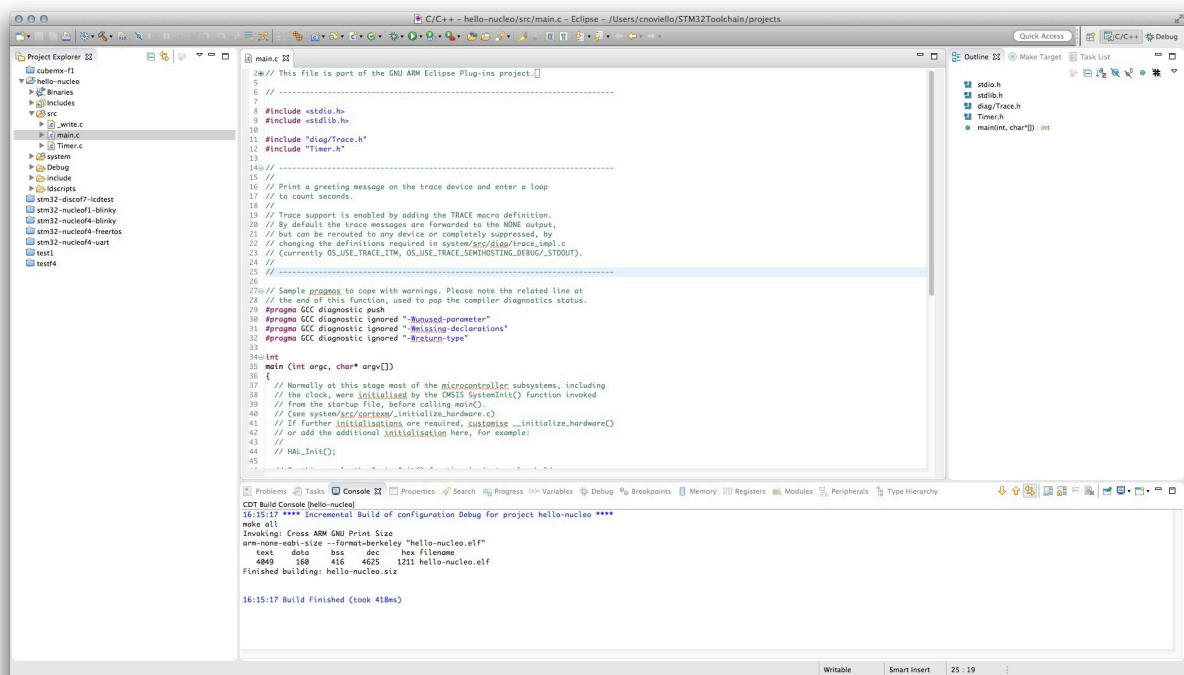 C/C++ - hello-nucleo/src/main.c - Eclipse - /Users/cnoviello/STM32Toolchain/projects
Quick Access
C/C++
Debug
Project Explorer
cubemx-f1
hello-nucleo
Binaries
Includes
src
_write.c
main.c
Timer.c
system
Debug
include
ldscripts
stm32-discof7-lcdtest
stm32-nucleof1-blinky
stm32-nucleof4-blinky
stm32-nucleof4-freertos
stm32-nucleof4-uart
test1
testf4
main.c
2 // This file is part of the GNU ARM Eclipse Plug-ins project.
5
6 // ----------------------------------------------------------------------------
7
8 #include <stdio.h>
9 #include <stdlib.h>
10
11 #include "diag/Trace.h"
12 #include "Timer.h"
13
14 // ----------------------------------------------------------------------------
15 //
16 // Print a greeting message on the trace device and enter a loop
17 // to count seconds.
18 //
19 // Trace support is enabled by adding the TRACE macro definition.
20 // By default the trace messages are forwarded to the NONE output,
21 // but can be rerouted to any device or completely suppressed, by
22 // changing the definitions required in system/src/diag/trace_impl.c
23 // (currently OS_USE_TRACE_ITM, OS_USE_TRACE_SEMIHOSTING_DEBUG/_STDOUT).
24 //
25 // ----------------------------------------------------------------------------
26
27 // Sample pragmas to cope with warnings. Please note the related line at
28 // the end of this function, used to pop the compiler diagnostics status.
29 #pragma GCC diagnostic push
30 #pragma GCC diagnostic ignored "-Wunused-parameter"
31 #pragma GCC diagnostic ignored "-Wmissing-declarations"
32 #pragma GCC diagnostic ignored "-Wreturn-type"
33
34 int
35 main (int argc, char* argv[])
36 {
37 // Normally at this stage most of the microcontroller subsystems, including
38 // the clock, were initialised by the CMSIS SystemInit() function invoked
39 // from the startup file, before calling main().
40 // (see system/src/cortexm/_initialize_hardware.c)
41 // If further initialisations are required, customise __initialize_hardware()
42 // or add the additional initialisation here, for example:
43 //
44 // HAL_Init();
45
Outline
Make Target
Task List
stdio.h
stdlib.h
diag/Trace.h
Timer.h
main(int, char*[]) : int
Problems Tasks Console Properties Search Progress Variables Debug Breakpoints Memory Registers Modules Peripherals Type Hierarchy
CDT Build Console [hello-nucleo]
16:15:17 **** Incremental Build of configuration Debug for project hello-nucleo ****
make all
Invoking: Cross ARM GNU Print Size
arm-none-eabi-size --format=berkeley "hello-nucleo.elf"
text data bss dec hex filename
4049 160 416 4625 1211 hello-nucleo.elf
Finished building: hello-nucleo.siz
16:15:17 Build Finished (took 418ms)
Writable
Smart Insert
25 : 19